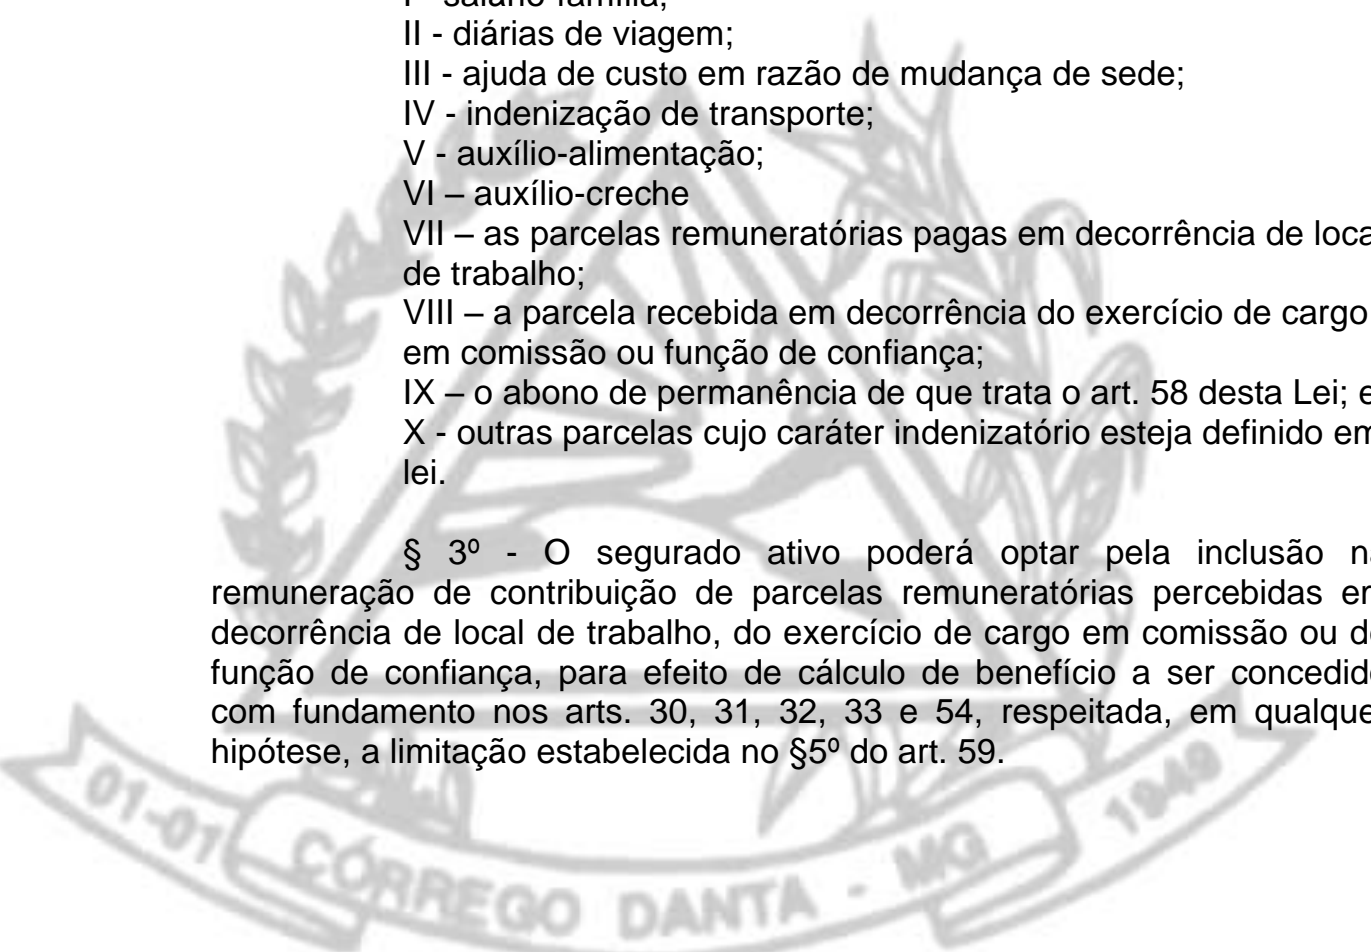 I - salário-família;
II - diárias de viagem;
III - ajuda de custo em razão de mudança de sede;
IV - indenização de transporte;
V - auxílio-alimentação;
VI – auxílio-creche
VII – as parcelas remuneratórias pagas em decorrência de loca
de trabalho;
VIII – a parcela recebida em decorrência do exercício de cargo
em comissão ou função de confiança;
IX – o abono de permanência de que trata o art. 58 desta Lei; e
X - outras parcelas cujo caráter indenizatório esteja definido em
lei.
§ 3º - O segurado ativo poderá optar pela inclusão na
remuneração de contribuição de parcelas remuneratórias percebidas em
decorrência de local de trabalho, do exercício de cargo em comissão ou de
função de confiança, para efeito de cálculo de benefício a ser concedido
com fundamento nos arts. 30, 31, 32, 33 e 54, respeitada, em qualquer
hipótese, a limitação estabelecida no §5º do art. 59.
01-01 CÓRREGO DANTA - MG 1949